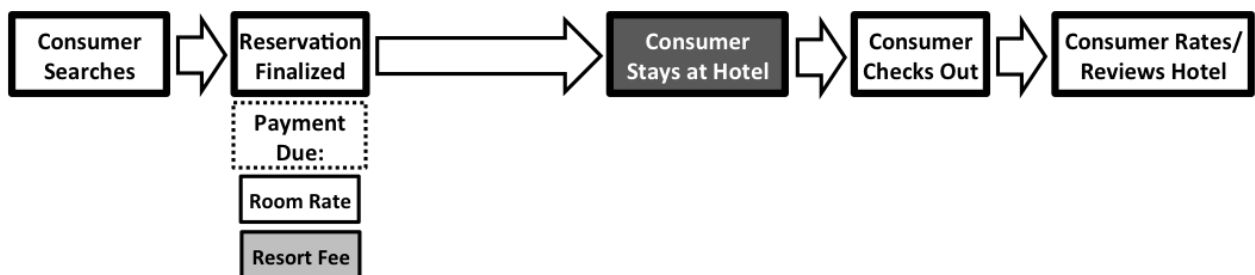 Consumer
Searches
Reservation
Finalized
Payment
Due:
Room Rate
Resort Fee
Consumer
Stays at Hotel
Consumer
Checks Out
Consumer Rates/
Reviews Hotel